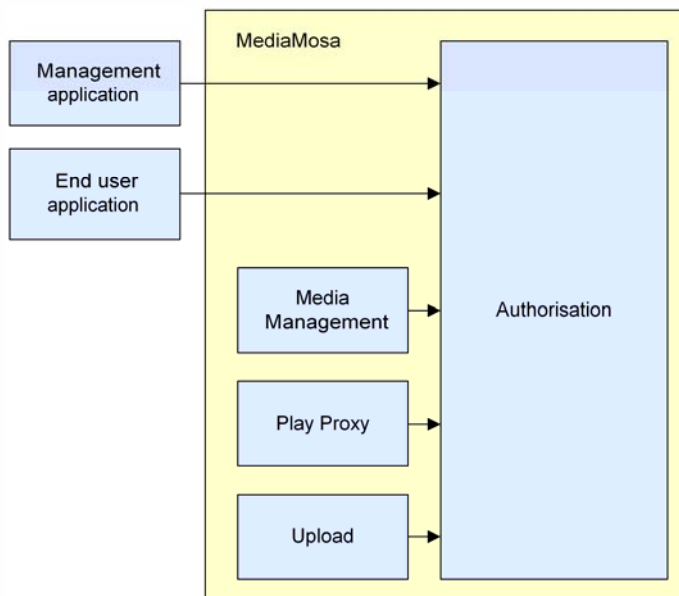 MediaMosa
Management
application
End user
application
Media
Management
Authorisation
Play Proxy
Upload